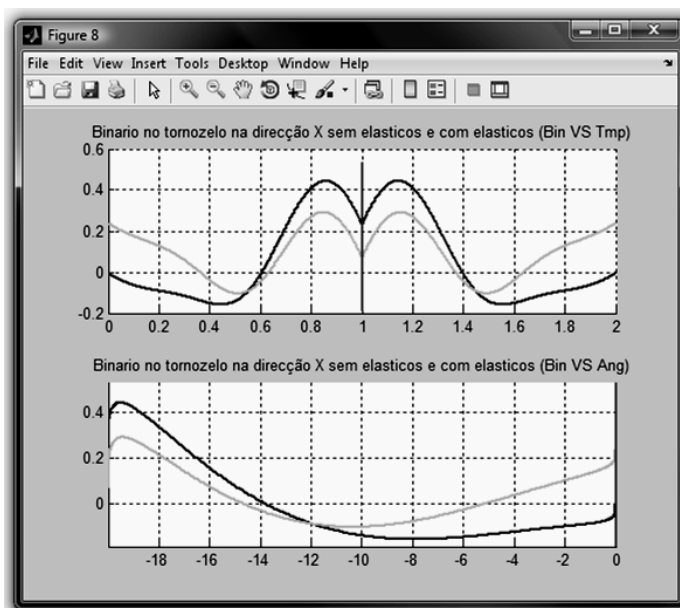 Figure 8
File Edit View Insert Tools Desktop Window Help
Binario no tornozelo na direcção X sem elasticos e com elasticos (Bin VS Tmp)
0.6
0.4
0.2
0
-0.2
0 0.2 0.4 0.6 0.8 1 1.2 1.4 1.6 1.8 2
Binario no tornozelo na direcção X sem elasticos e com elasticos (Bin VS Ang)
0.4
0.2
0
-18 -16 -14 -12 -10 -8 -6 -4 -2 0